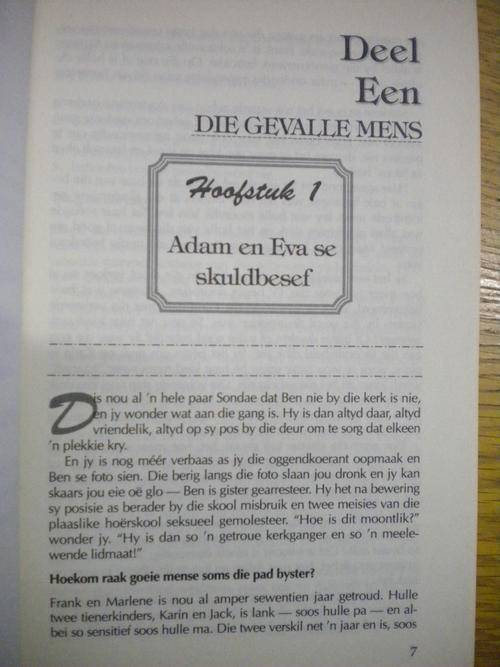 Deel
Een
DIE GEVALLE MENS
Hoofstuk 1
Adam en Eva se
skuldbesef
Dis nou al 'n hele paar Sondae dat Ben nie by die kerk is nie,
en jy wonder wat aan die gang is. Hy is dan altyd daar, altyd
vriendelik, altyd op sy pos by die deur om te sorg dat elkeen
'n plekkie kry.
En jy is nog méér verbaas as jy die oggendkoerant oopmaak en
Ben se foto sien. Die berig langs die foto slaan jou dronk en jy kan
skaars jou eie oë glo — Ben is gister gearresteer. Hy het na bewering
sy posisie as berader by die skool misbruik en twee meisies van die
plaaslike hoërskool seksueel gemolesteer. "Hoe is dit moontlik?"
wonder jy. "Hy is dan so 'n getroue kerkganger en so 'n meele-
wende lidmaat!"
Hoekom raak goeie mense soms die pad byster?
Frank en Marlene is nou al amper sewentien jaar getroud. Hulle
twee tienerkinders, Karin en Jack, is lank — soos hulle pa — en al-
bei so sensitief soos hulle ma. Die twee verskil net 'n jaar en is, soos
7